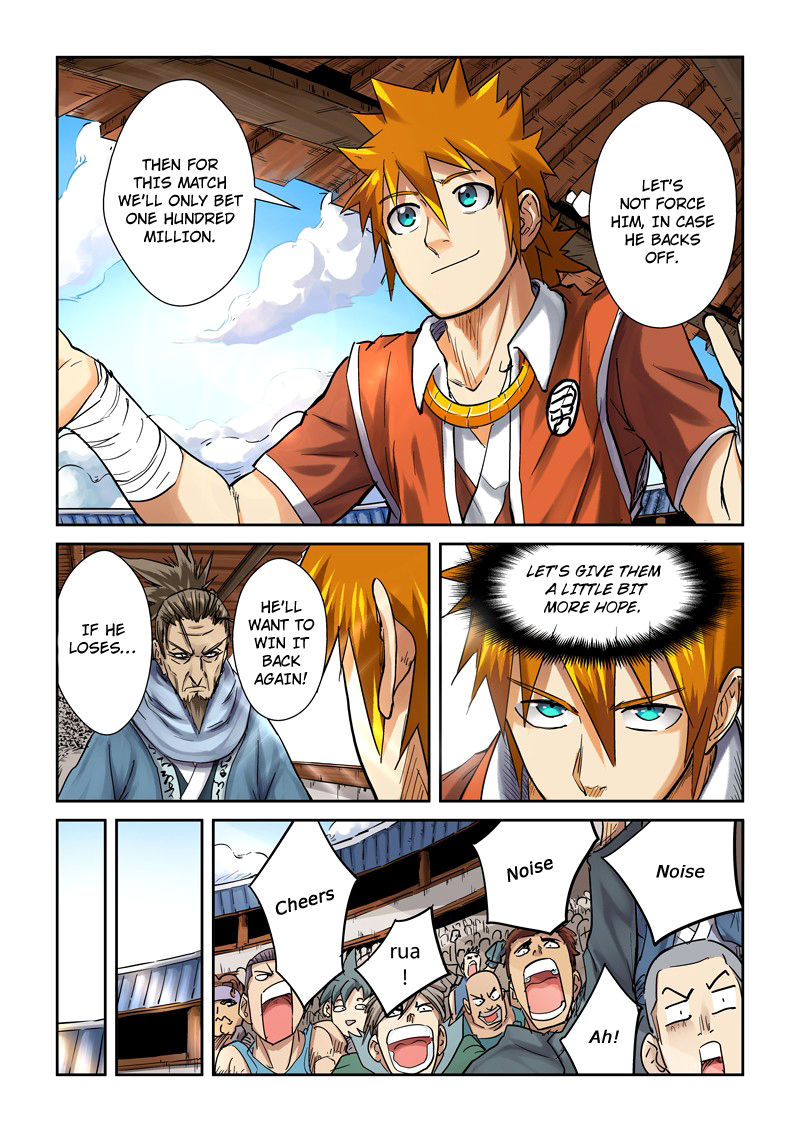 THEN FOR
THIS MATCH
WE'LL ONLY BET
ONE HUNDRED
MILLION.
LET'S
NOT FORCE
HIM, IN CASE
HE BACKS
OFF.
IF HE
LOSES...
HE'LL
WANT TO
WIN IT
BACK
AGAIN!
LET'S GIVE THEM
A LITTLE BIT
MORE HOPE.
Cheers
rua
!
Noise
Noise
Ah!